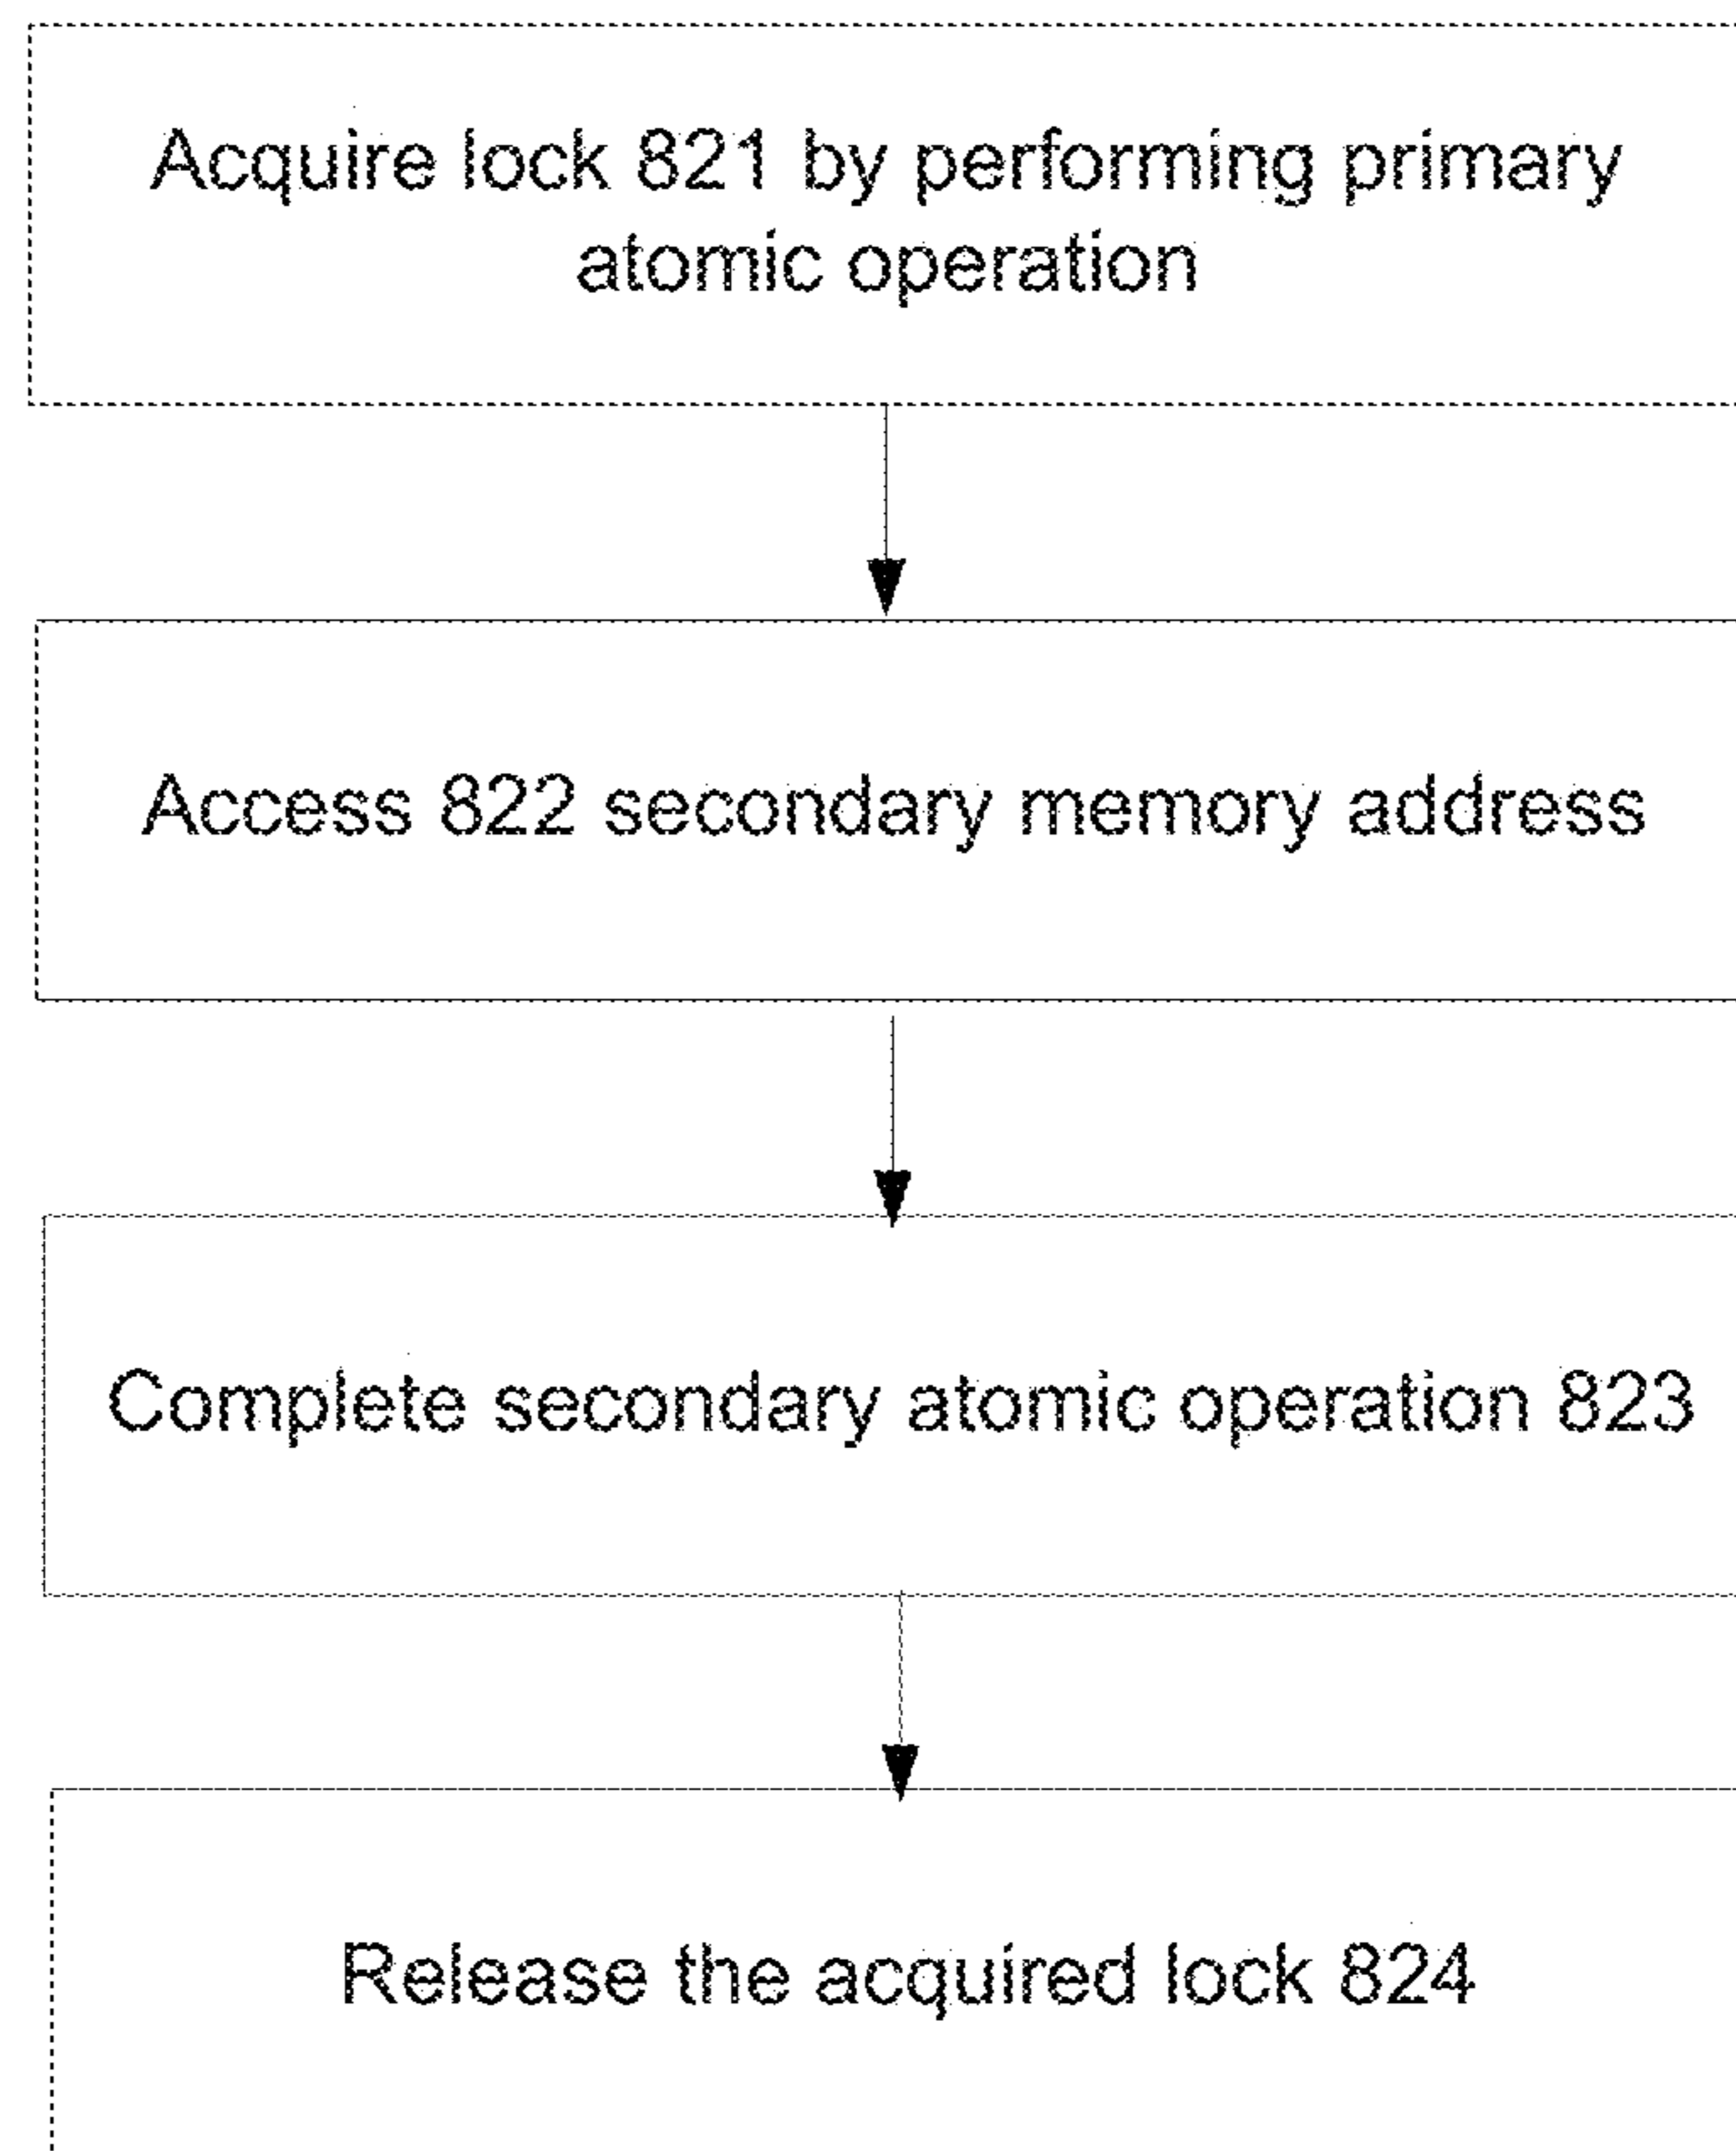 Acquire lock 821 by performing primary
atomic operation
Access 822 secondary memory address
Complete secondary atomic operation 823
Release the acquired lock 824